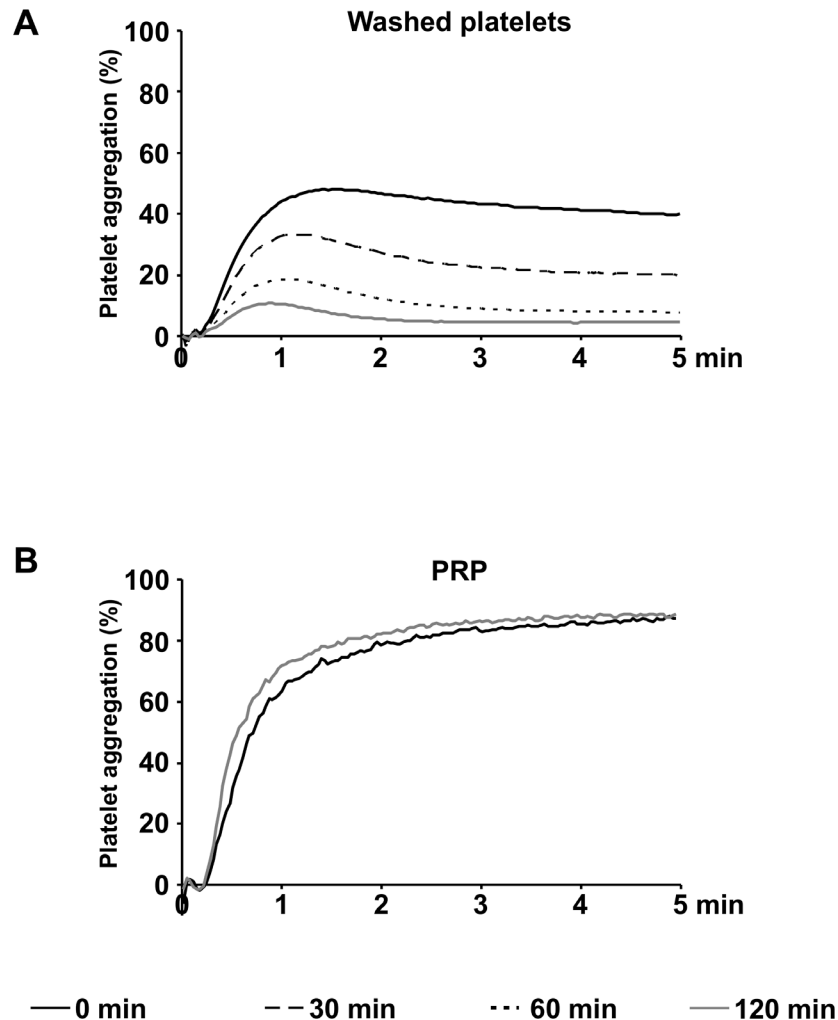 A
Washed platelets
Platelet aggregation (%)
100
80
60
40
20
0
0 1 2 3 4 5 min
B
PRP
Platelet aggregation (%)
100
80
60
40
20
0
0 1 2 3 4 5 min
0 min 30 min 60 min 120 min